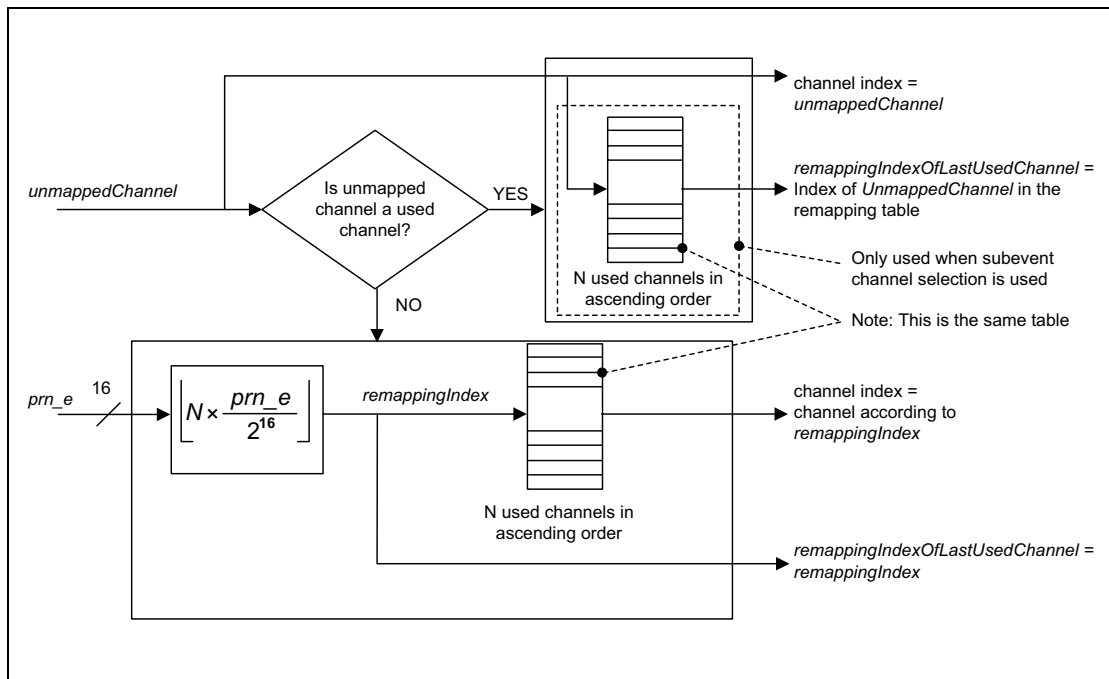 channel index =
unmappedChannel
unmappedChannel
Is unmapped
channel a used
channel?
YES
NO
remappingIndexOfLastUsedChannel =
Index of UnmappedChannel in the
remapping table
N used channels in
ascending order
Only used when subevent
channel selection is used
Note: This is the same table
prn_e
16
⌊N × prn_e / 2^16⌋
remappingIndex
N used channels in
ascending order
channel index =
channel according to
remappingIndex
remappingIndexOfLastUsedChannel =
remappingIndex